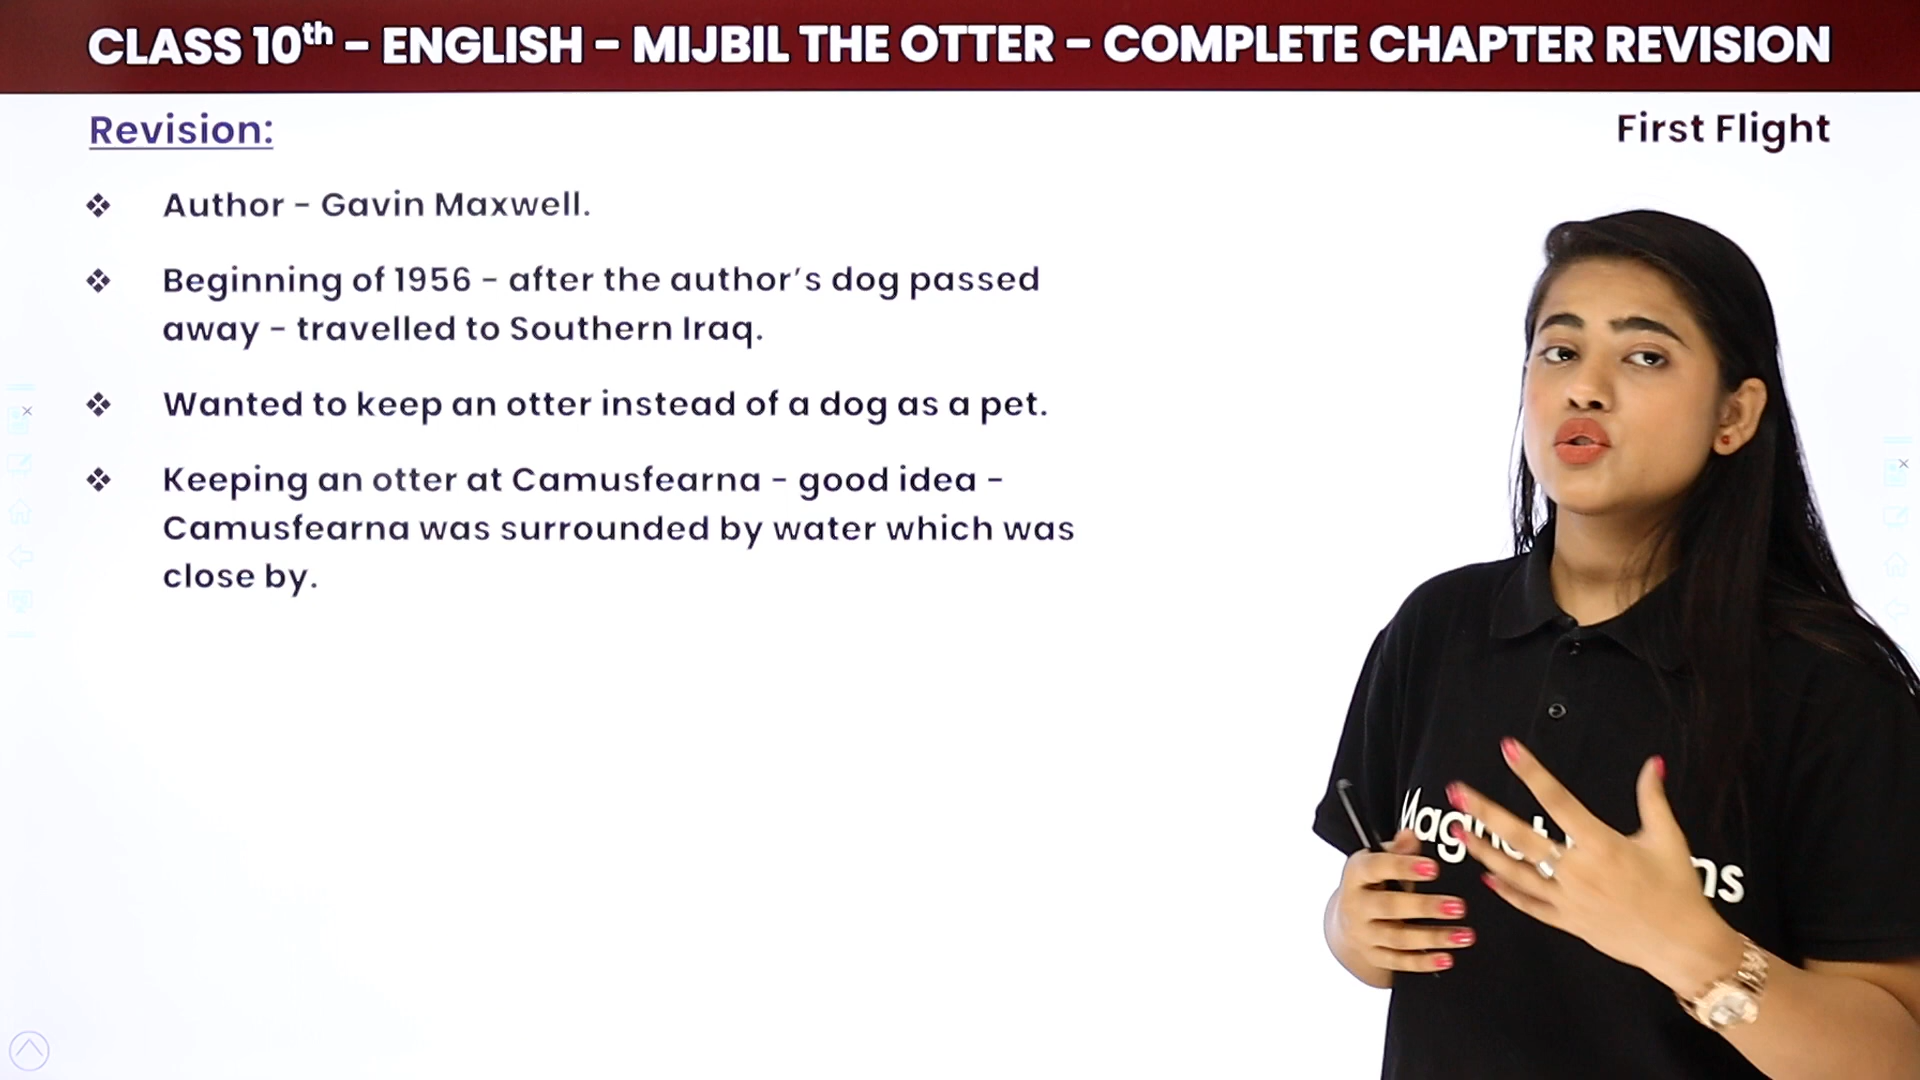 CLASS 10th – ENGLISH – MIJBIL THE OTTER – COMPLETE CHAPTER REVISION
Revision:
First Flight
❖ Author – Gavin Maxwell.
❖ Beginning of 1956 – after the author’s dog passed
away – travelled to Southern Iraq.
❖ Wanted to keep an otter instead of a dog as a pet.
❖ Keeping an otter at Camusfearna – good idea –
Camusfearna was surrounded by water which was
close by.